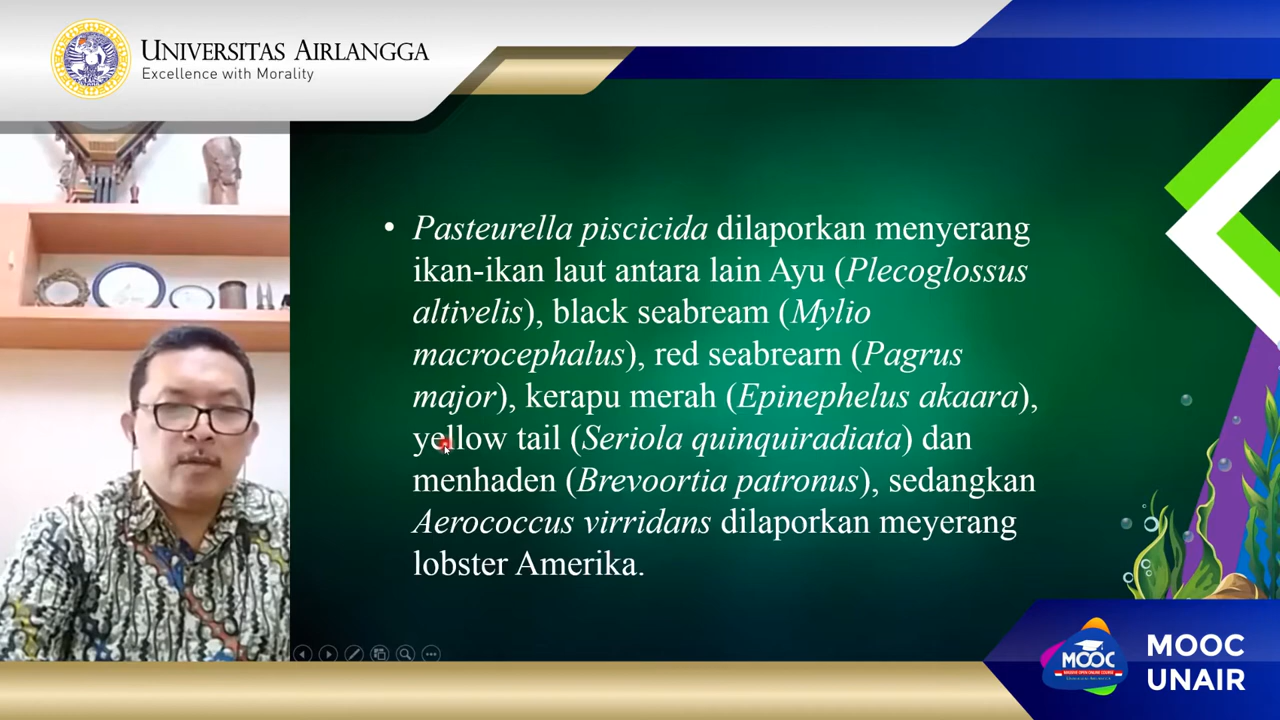 UNIVERSITAS AIRLANGGA
Excellence with Morality
• Pasteurella piscicida dilaporkan menyerang
ikan-ikan laut antara lain Ayu (Plecoglossus
altivelis), black seabream (Mylio
macrocephalus), red seabrearn (Pagrus
major), kerapu merah (Epinephelus akaara),
yellow tail (Seriola quinquiradiata) dan
menhaden (Brevoortia patronus), sedangkan
Aerococcus virridans dilaporkan meyerang
lobster Amerika.
MOOC
MOOC
UNAIR